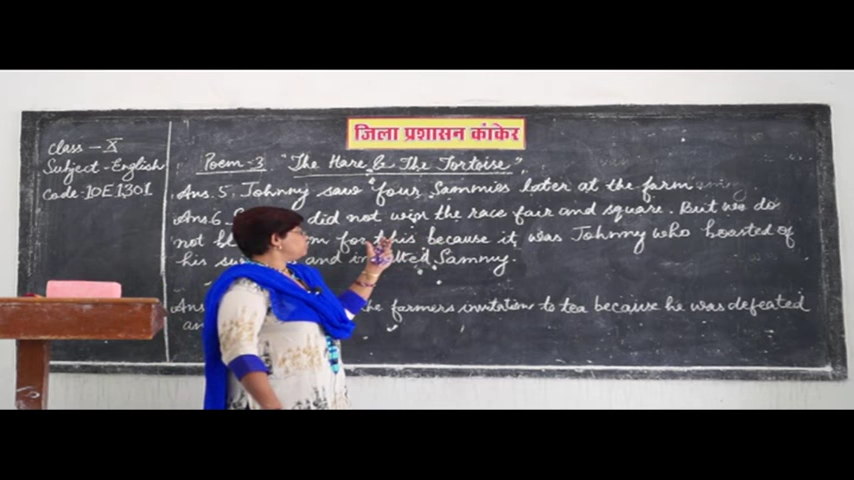 जिला प्रशासन कांकेर
Class - X
Subject - English
Code: 10E1301
Poem-3 "The Hare & The Tortoise"
Ans. 5. Johnny saw four Sammies later at the farm
Ans. 6. did not win the race fair and square. But we do
not for this because it was Johnny who boasted of
his and Sammy.
Ans the farmers invitation to tea because he was defeated